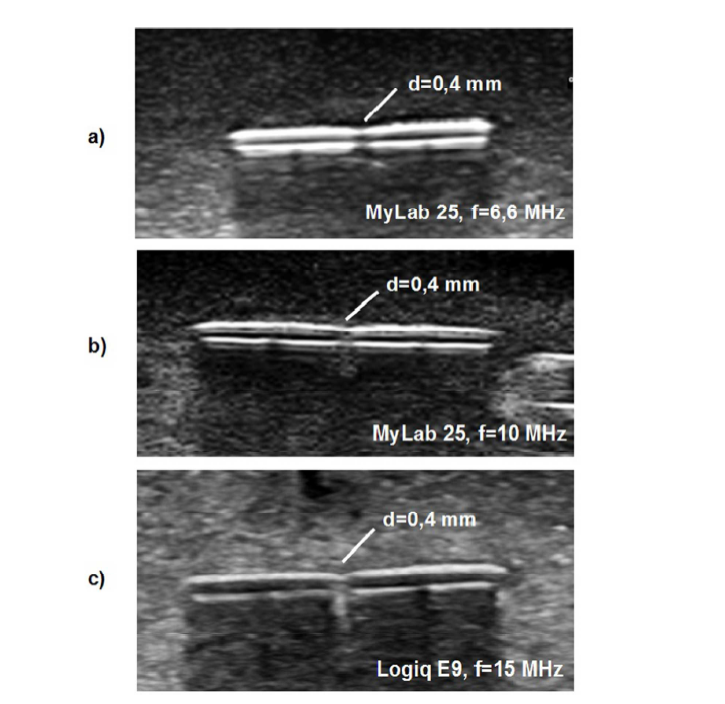 a)
d=0,4 mm
MyLab 25, f=6,6 MHz
b)
d=0,4 mm
MyLab 25, f=10 MHz
c)
d=0,4 mm
Logiq E9, f=15 MHz